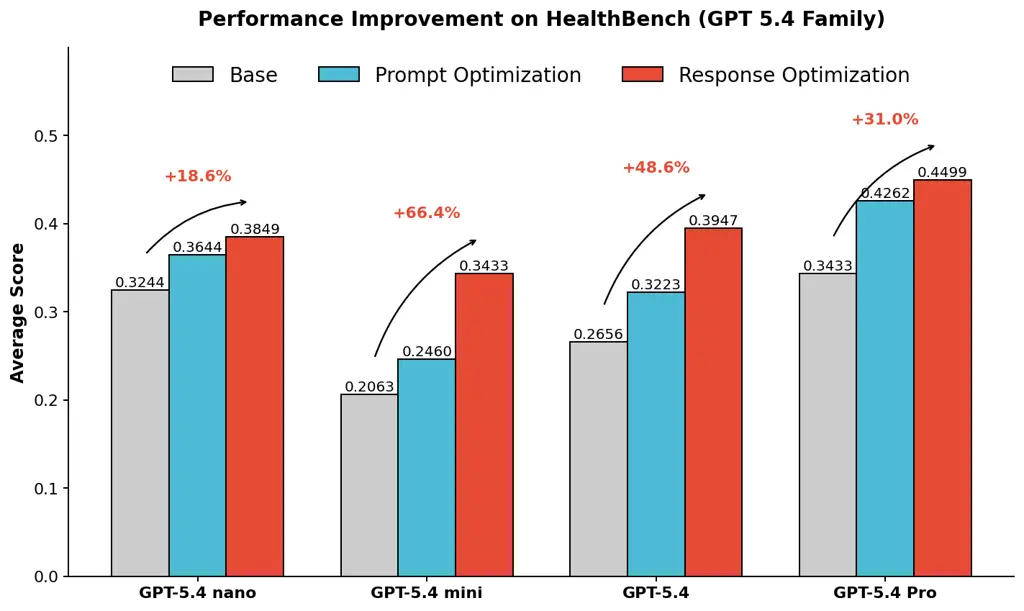 Performance Improvement on HealthBench (GPT 5.4 Family)
Base
Prompt Optimization
Response Optimization
Average Score
0.5
0.4
0.3
0.2
0.1
0.0
+18.6%
0.3244
0.3644
0.3849
+66.4%
0.2063
0.2460
0.3433
+48.6%
0.2656
0.3223
0.3947
+31.0%
0.3433
0.4262
0.4499
GPT-5.4 nano
GPT-5.4 mini
GPT-5.4
GPT-5.4 Pro